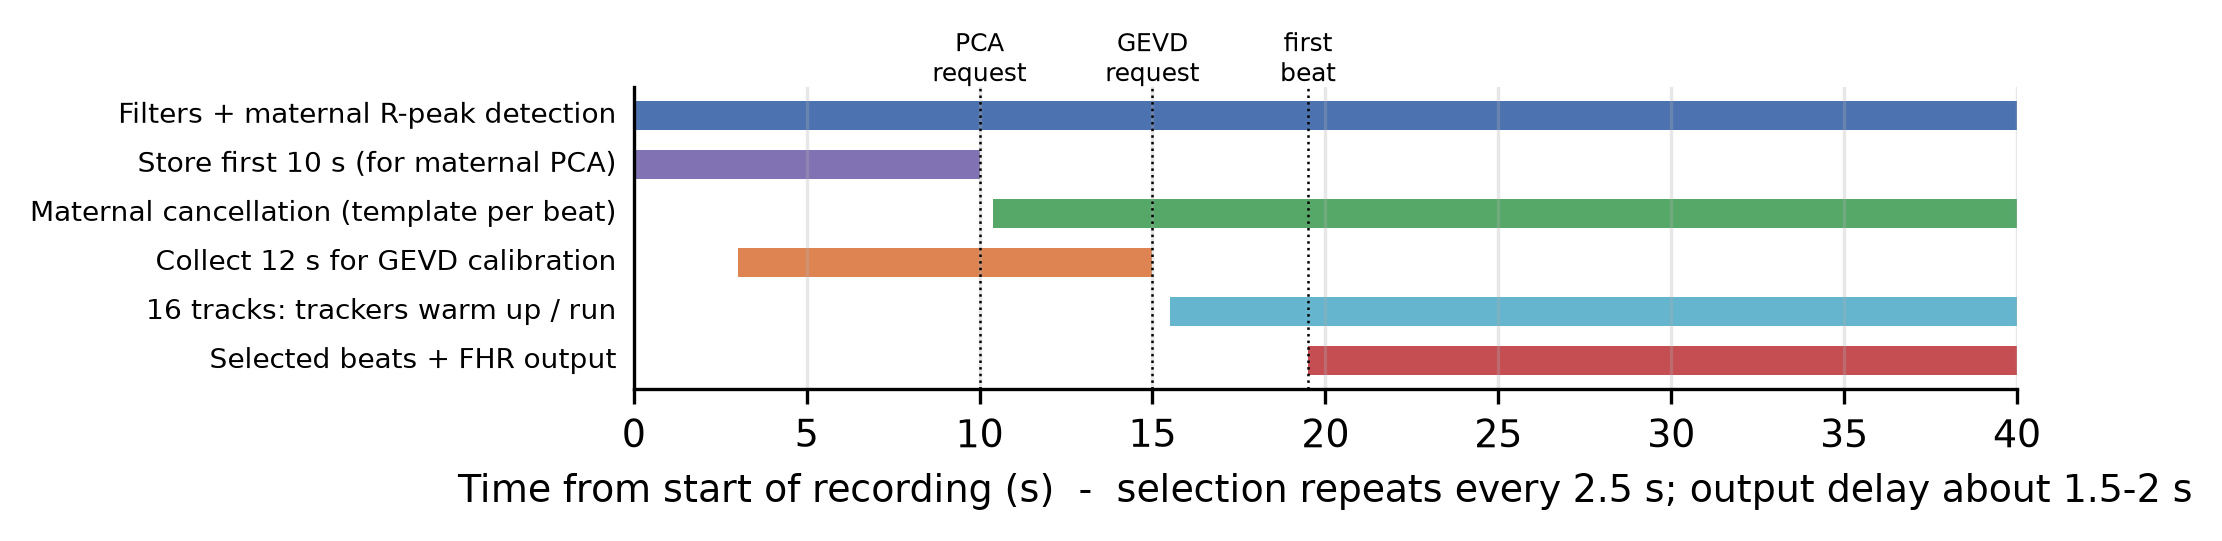 PCA
request
GEVD
request
first
beat
Filters + maternal R-peak detection
Store first 10 s (for maternal PCA)
Maternal cancellation (template per beat)
Collect 12 s for GEVD calibration
16 tracks: trackers warm up / run
Selected beats + FHR output
0 5 10 15 20 25 30 35 40
Time from start of recording (s) - selection repeats every 2.5 s; output delay about 1.5-2 s